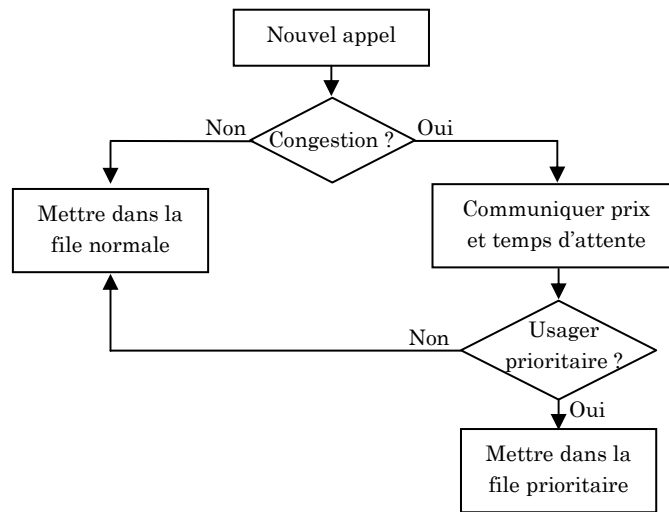 Nouvel appel
Non
Congestion ?
Oui
Mettre dans la
file normale
Communiquer prix
et temps d'attente
Non
Usager
prioritaire ?
Oui
Mettre dans la
file prioritaire